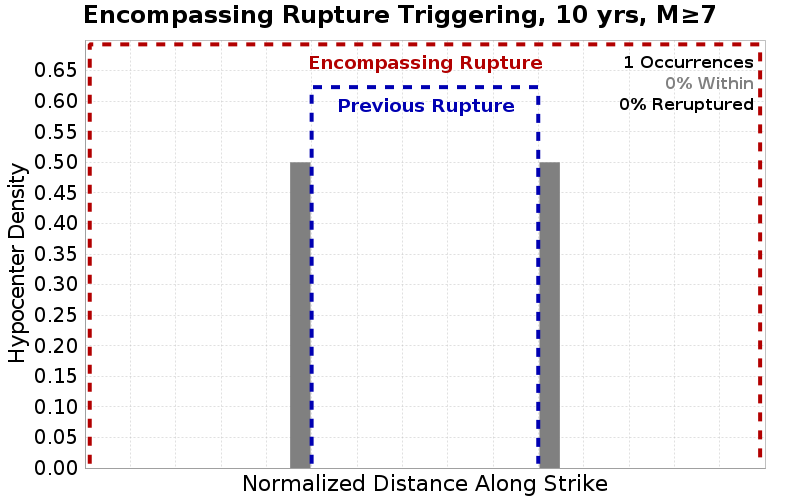 Encompassing Rupture Triggering, 10 yrs, M≥7
Encompassing Rupture
1 Occurrences
0% Within
Previous Rupture
0% Reruptured
Hypocenter Density
0.65
0.60
0.55
0.50
0.45
0.40
0.35
0.30
0.25
0.20
0.15
0.10
0.05
0.00
Normalized Distance Along Strike